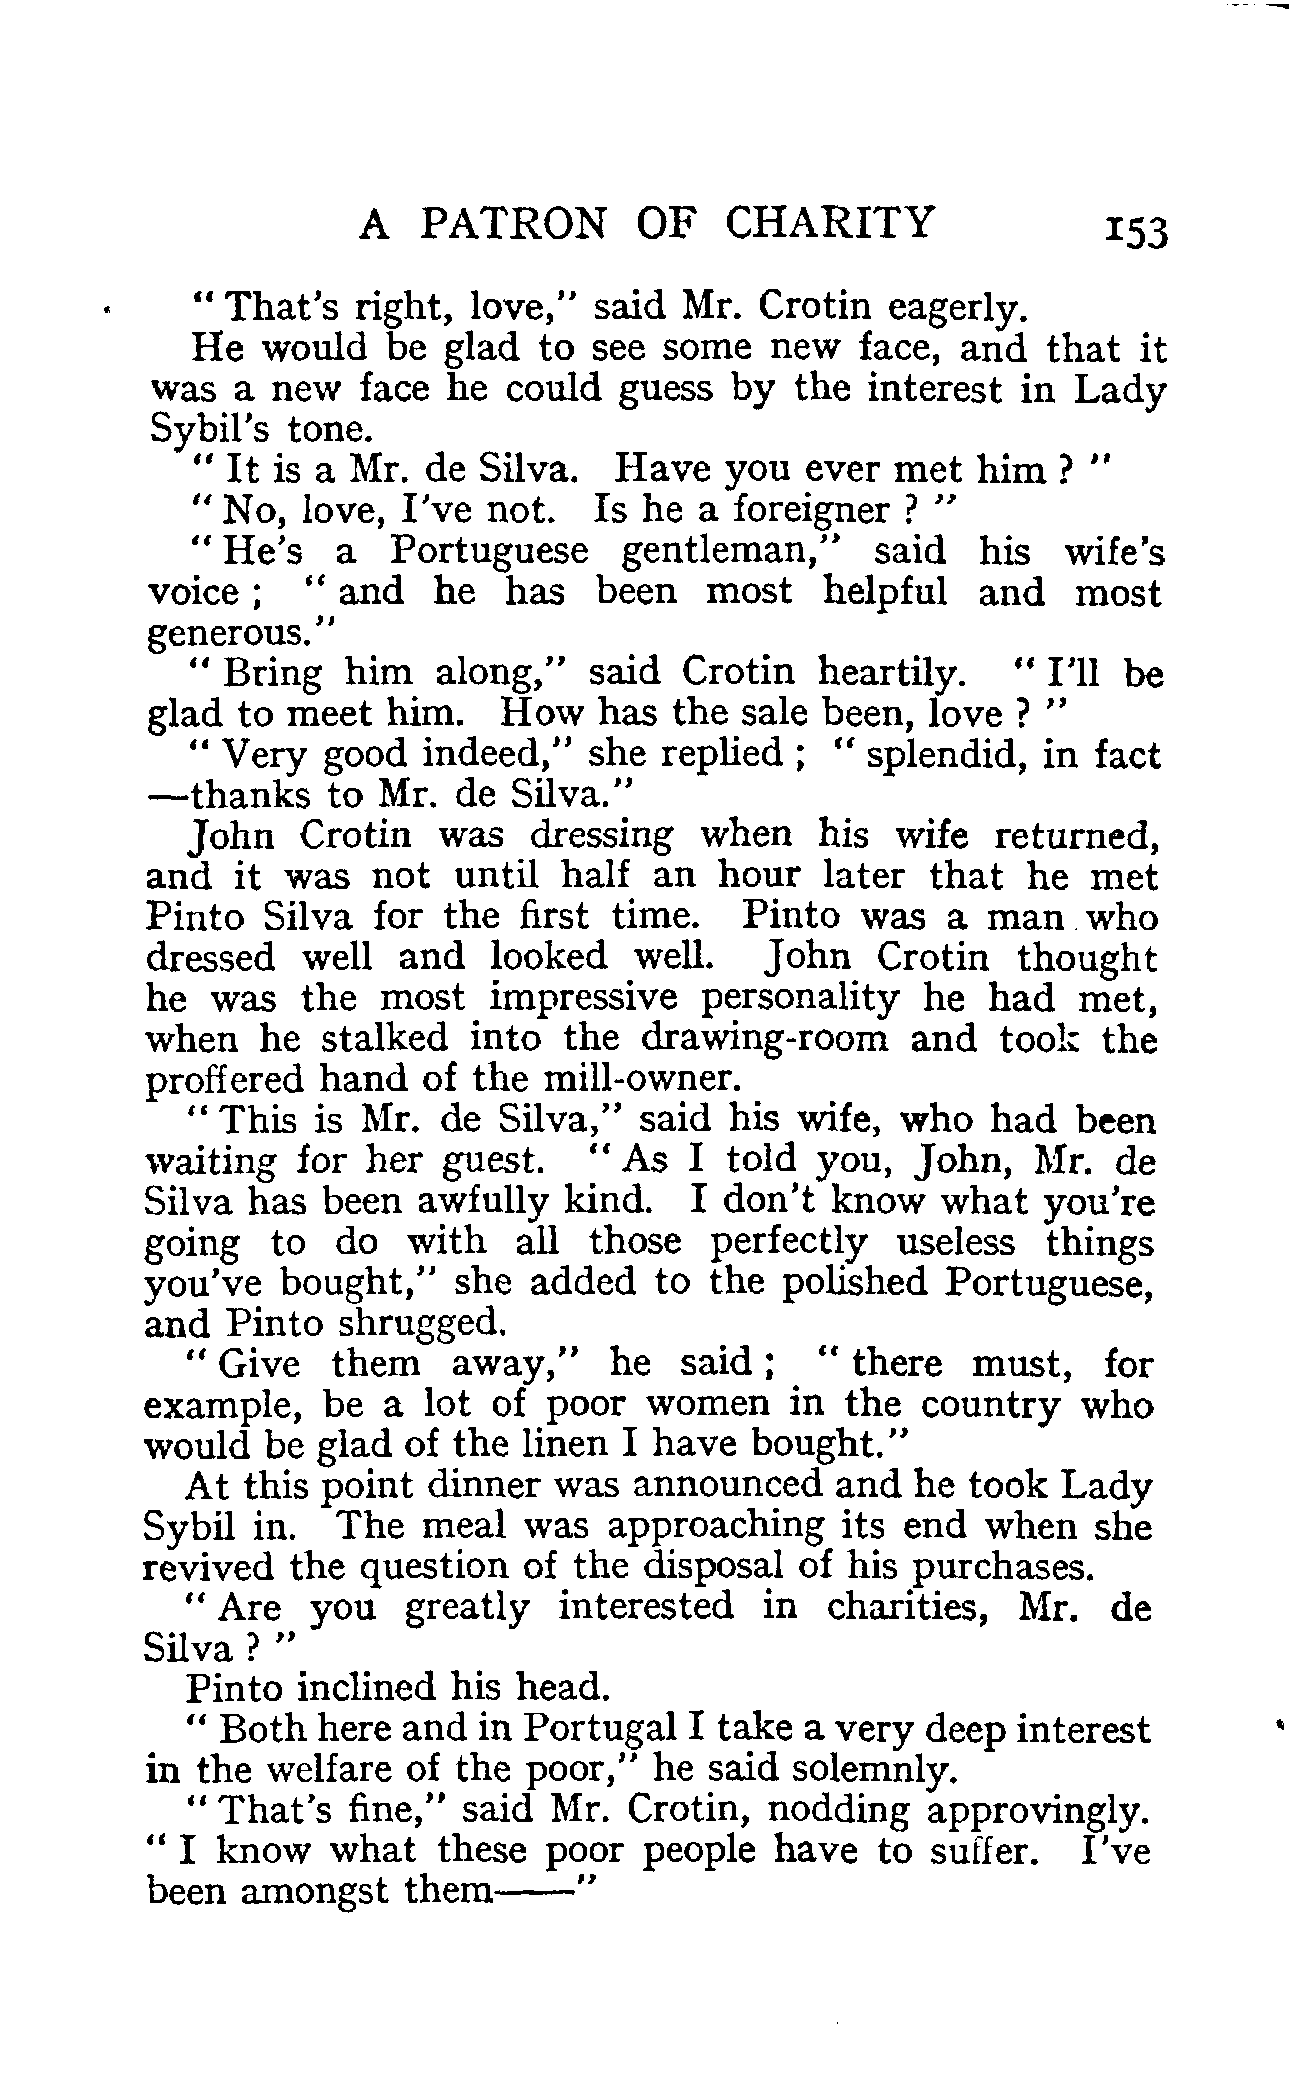 A PATRON OF CHARITY 153
" That's right, love," said Mr. Crotin eagerly.
He would be glad to see some new face, and that it
was a new face he could guess by the interest in Lady
Sybil's tone.
" It is a Mr. de Silva. Have you ever met him ? "
" No, love, I've not. Is he a foreigner ? "
" He's a Portuguese gentleman," said his wife's
voice ; " and he has been most helpful and most
generous."
" Bring him along," said Crotin heartily. " I'll be
glad to meet him. How has the sale been, love ? "
" Very good indeed," she replied ; " splendid, in fact
—thanks to Mr. de Silva."
John Crotin was dressing when his wife returned,
and it was not until half an hour later that he met
Pinto Silva for the first time. Pinto was a man who
dressed well and looked well. John Crotin thought
he was the most impressive personality he had met,
when he stalked into the drawing-room and took the
proffered hand of the mill-owner.
" This is Mr. de Silva," said his wife, who had been
waiting for her guest. " As I told you, John, Mr. de
Silva has been awfully kind. I don't know what you're
going to do with all those perfectly useless things
you've bought," she added to the polished Portuguese,
and Pinto shrugged.
" Give them away," he said ; " there must, for
example, be a lot of poor women in the country who
would be glad of the linen I have bought."
At this point dinner was announced and he took Lady
Sybil in. The meal was approaching its end when she
revived the question of the disposal of his purchases.
" Are you greatly interested in charities, Mr. de
Silva ? "
Pinto inclined his head.
" Both here and in Portugal I take a very deep interest
in the welfare of the poor," he said solemnly.
" That's fine," said Mr. Crotin, nodding approvingly.
" I know what these poor people have to suffer. I've
been amongst them——"